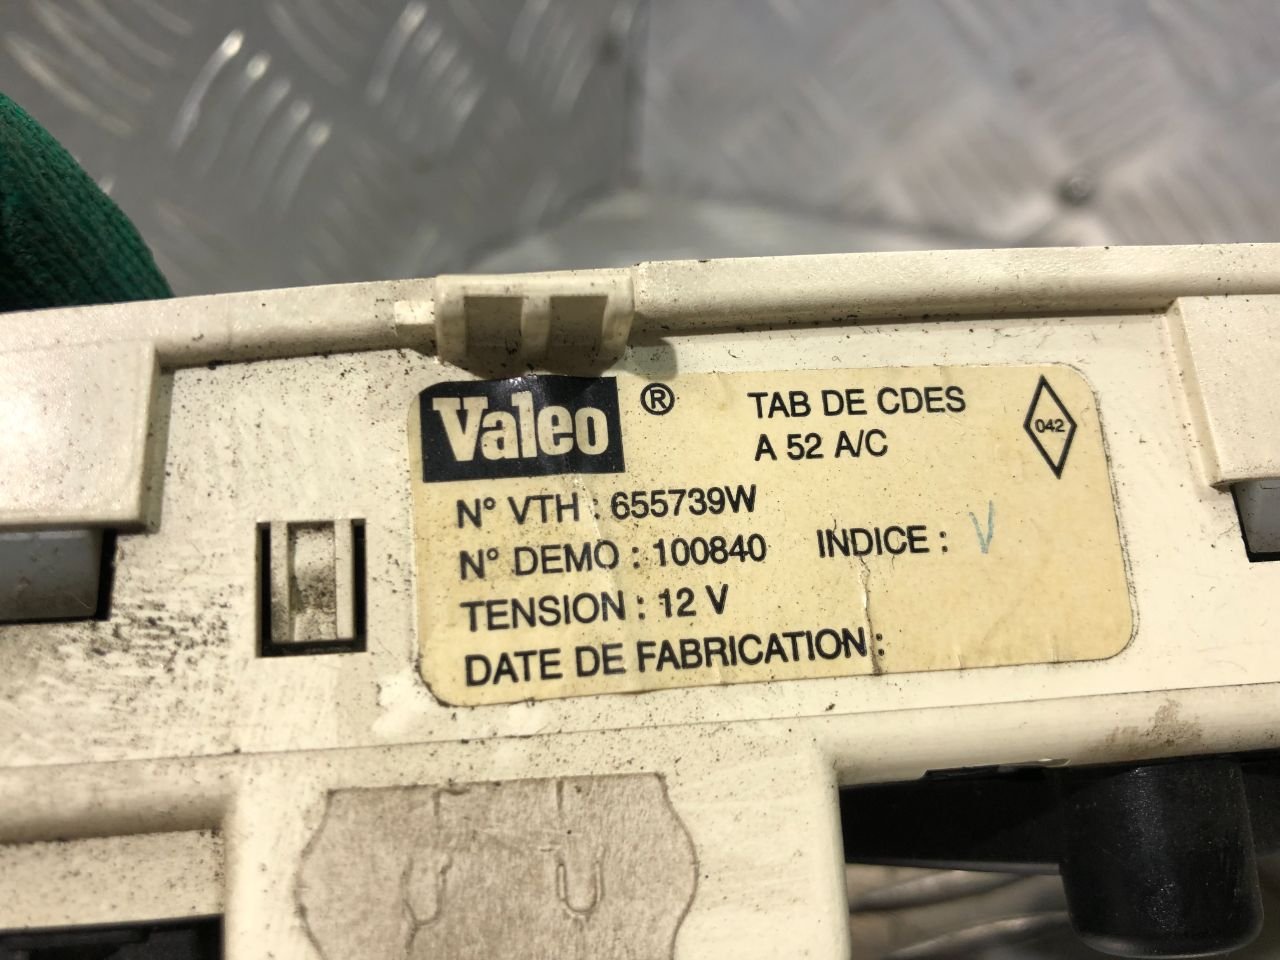 Valeo ® TAB DE CDES
A 52 A/C
042
N° VTH : 655739W
N° DEMO : 100840 INDICE : V
TENSION : 12 V
DATE DE FABRICATION :